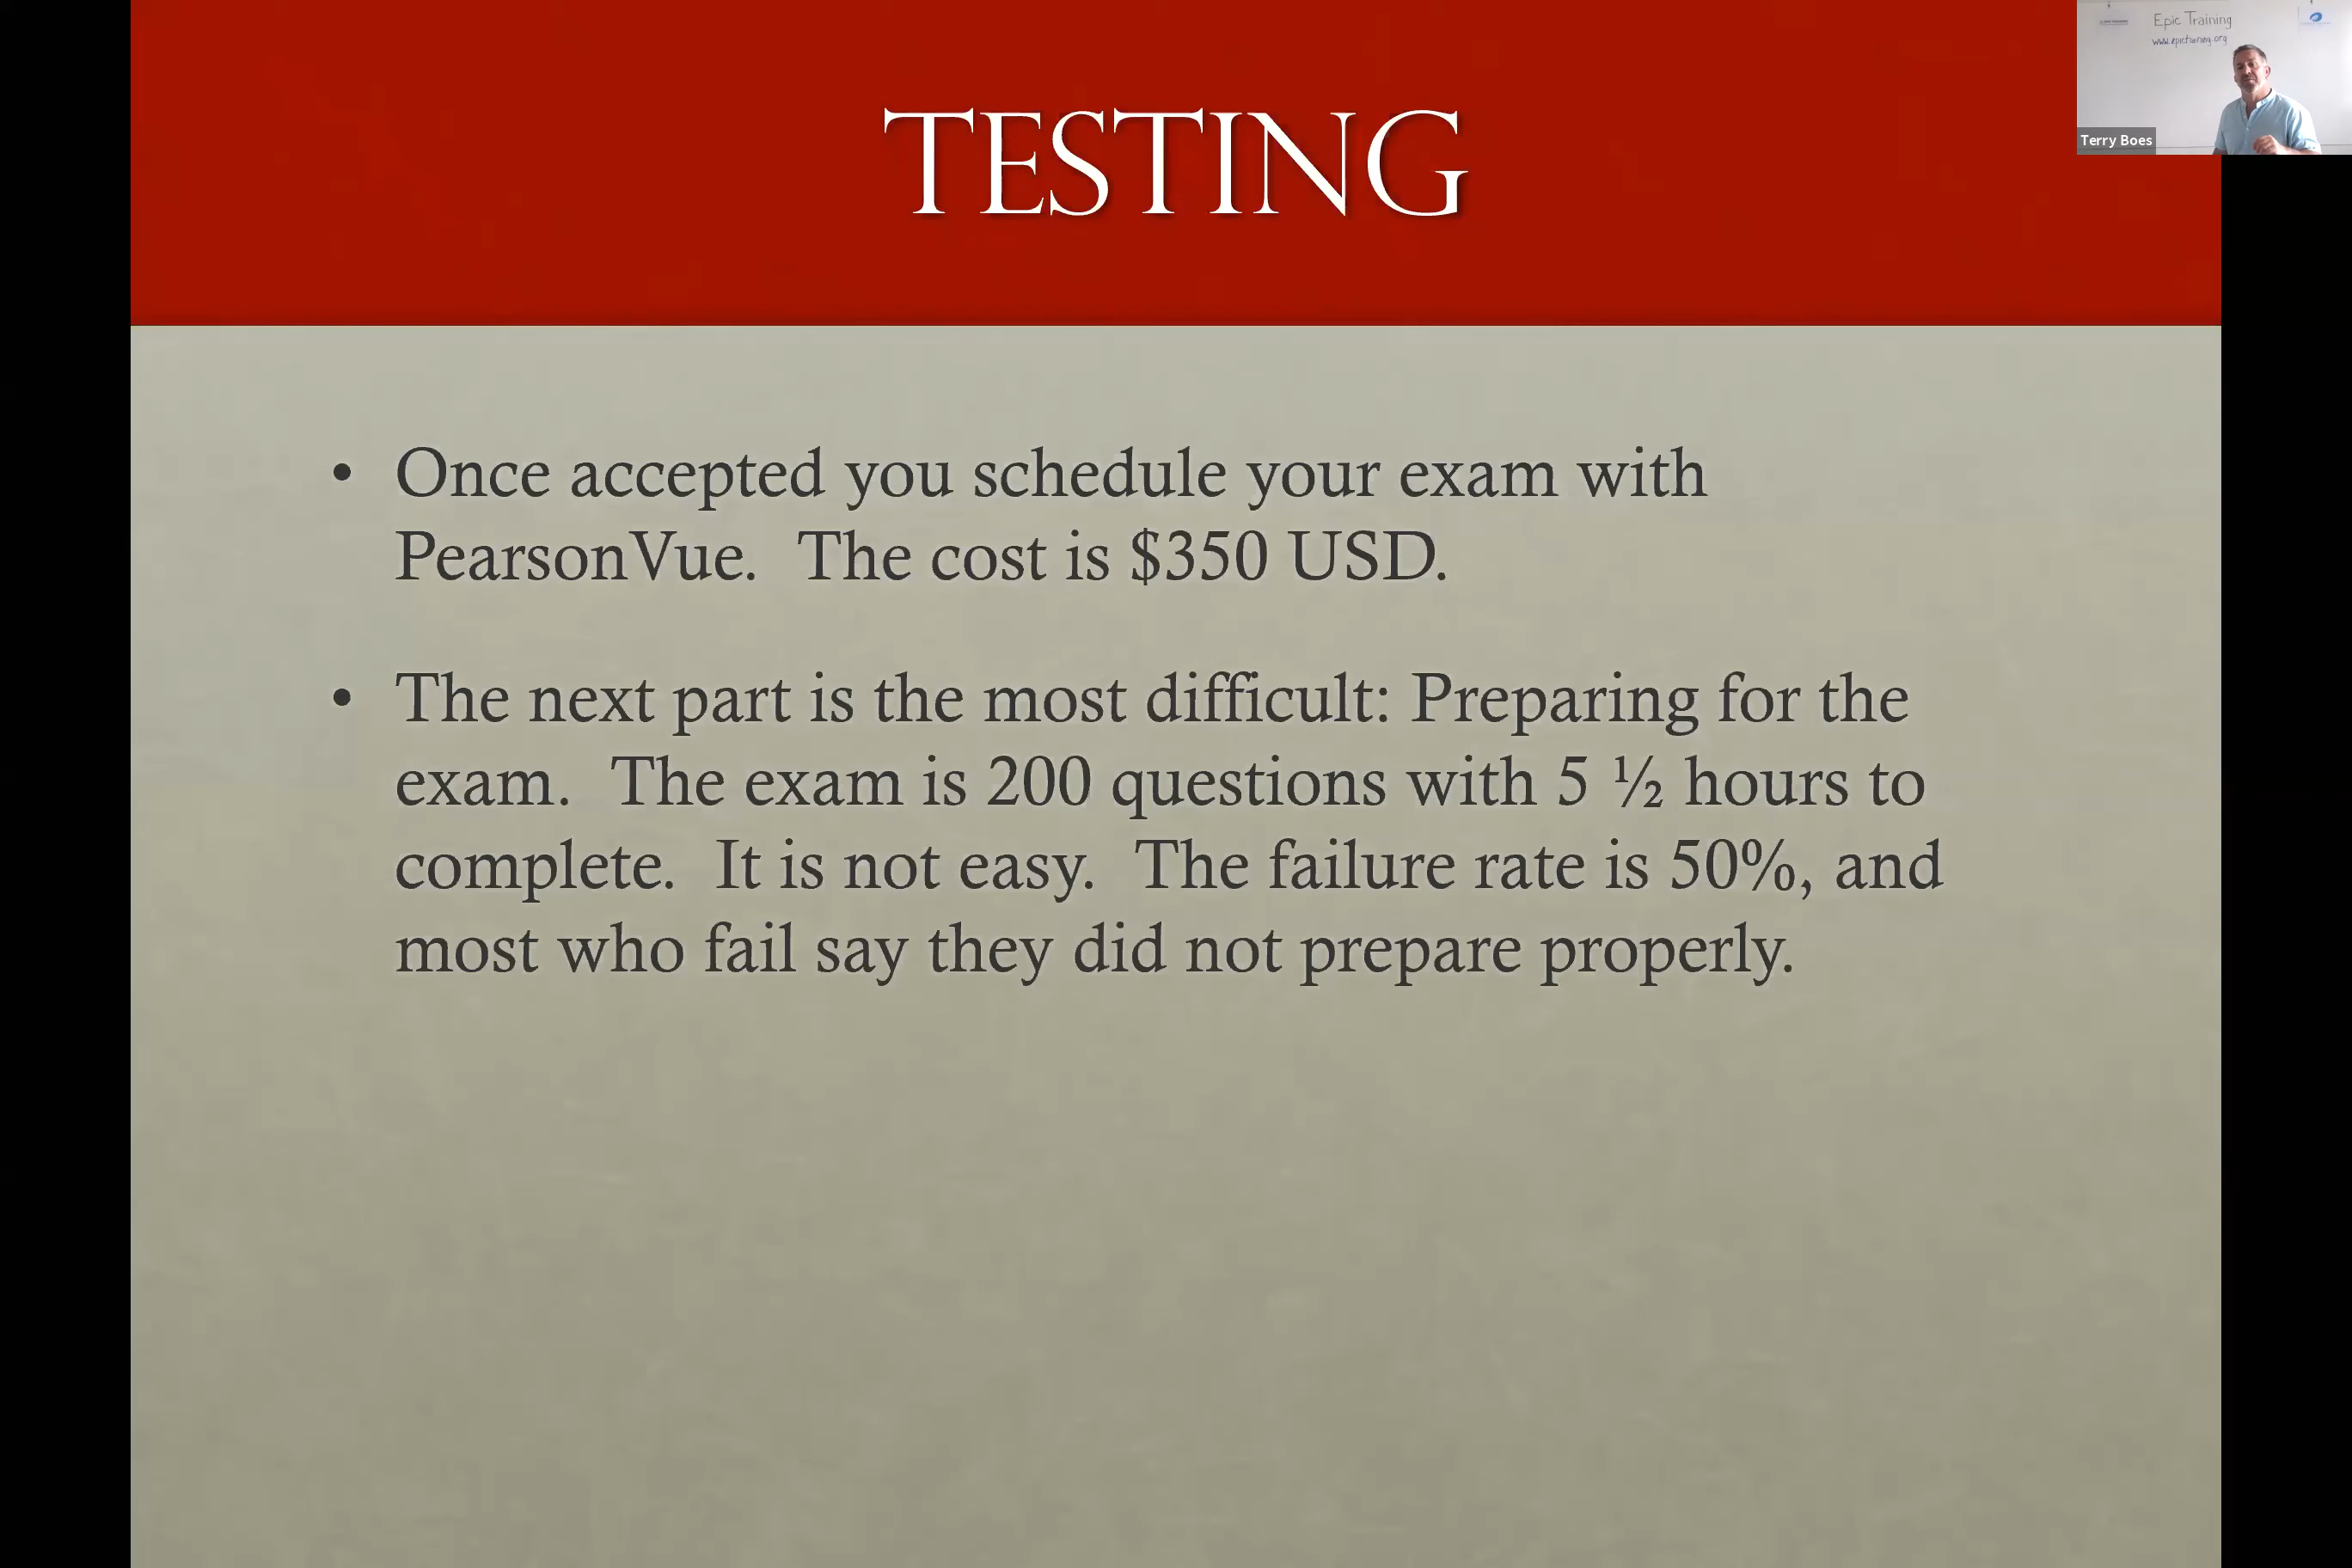 TESTING
Epic Training
www.epictraining.org
Terry Boes
• Once accepted you schedule your exam with
PearsonVue.  The cost is $350 USD.
• The next part is the most difficult: Preparing for the
exam.  The exam is 200 questions with 5 ½ hours to
complete.  It is not easy.  The failure rate is 50%, and
most who fail say they did not prepare properly.